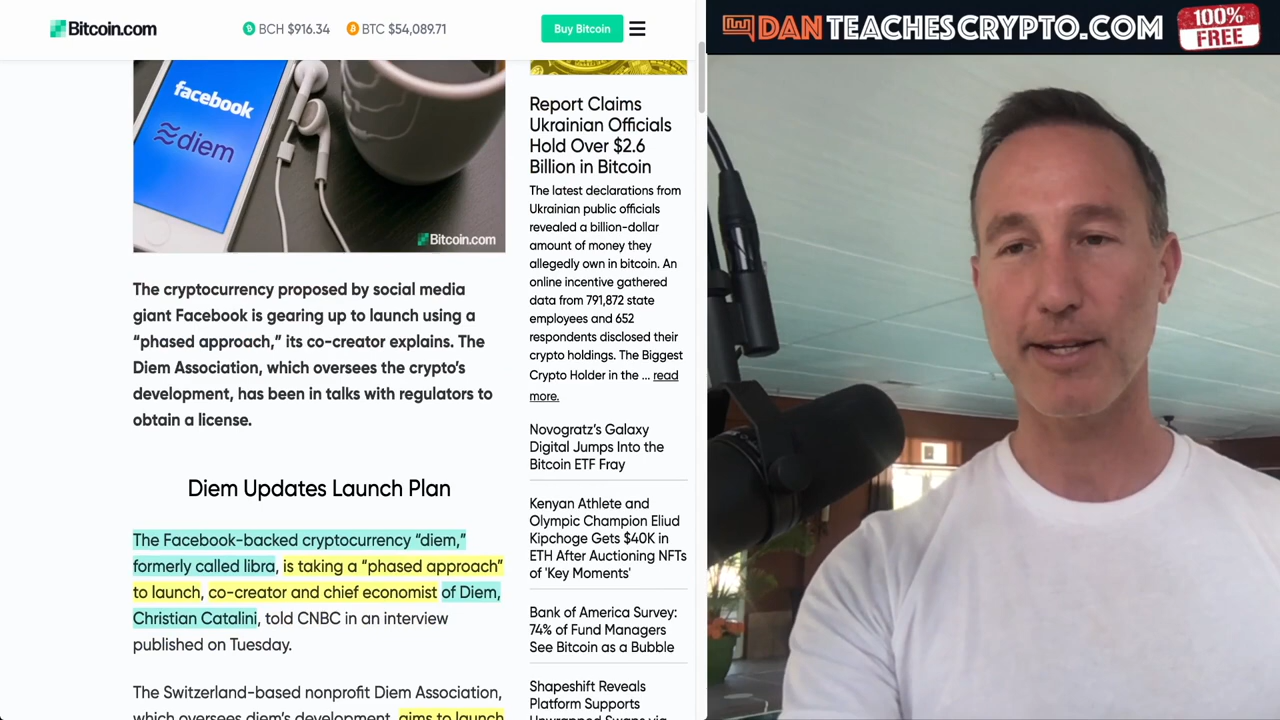 Bitcoin.com
BCH $916.34
BTC $54,089.71
Buy Bitcoin
facebook
diem
Bitcoin.com
The cryptocurrency proposed by social media
giant Facebook is gearing up to launch using a
“phased approach,” its co-creator explains. The
Diem Association, which oversees the crypto’s
development, has been in talks with regulators to
obtain a license.
Diem Updates Launch Plan
The Facebook-backed cryptocurrency “diem,”
formerly called libra, is taking a “phased approach”
to launch, co-creator and chief economist of Diem,
Christian Catalini, told CNBC in an interview
published on Tuesday.
The Switzerland-based nonprofit Diem Association,
which oversees diem’s development, aims to launch
Report Claims
Ukrainian Officials
Hold Over $2.6
Billion in Bitcoin
The latest declarations from
Ukrainian public officials
revealed a billion-dollar
amount of money they
allegedly own in bitcoin. An
online incentive gathered
data from 791,872 state
employees and 652
respondents disclosed their
crypto holdings. The Biggest
Crypto Holder in the ... read
more.
Novogratz’s Galaxy
Digital Jumps Into the
Bitcoin ETF Fray
Kenyan Athlete and
Olympic Champion Eliud
Kipchoge Gets $40K in
ETH After Auctioning NFTs
of 'Key Moments'
Bank of America Survey:
74% of Fund Managers
See Bitcoin as a Bubble
Shapeshift Reveals
Platform Supports
Unwrapped Swaps via
DANTEACHESCRYPTO.COM
100%
FREE